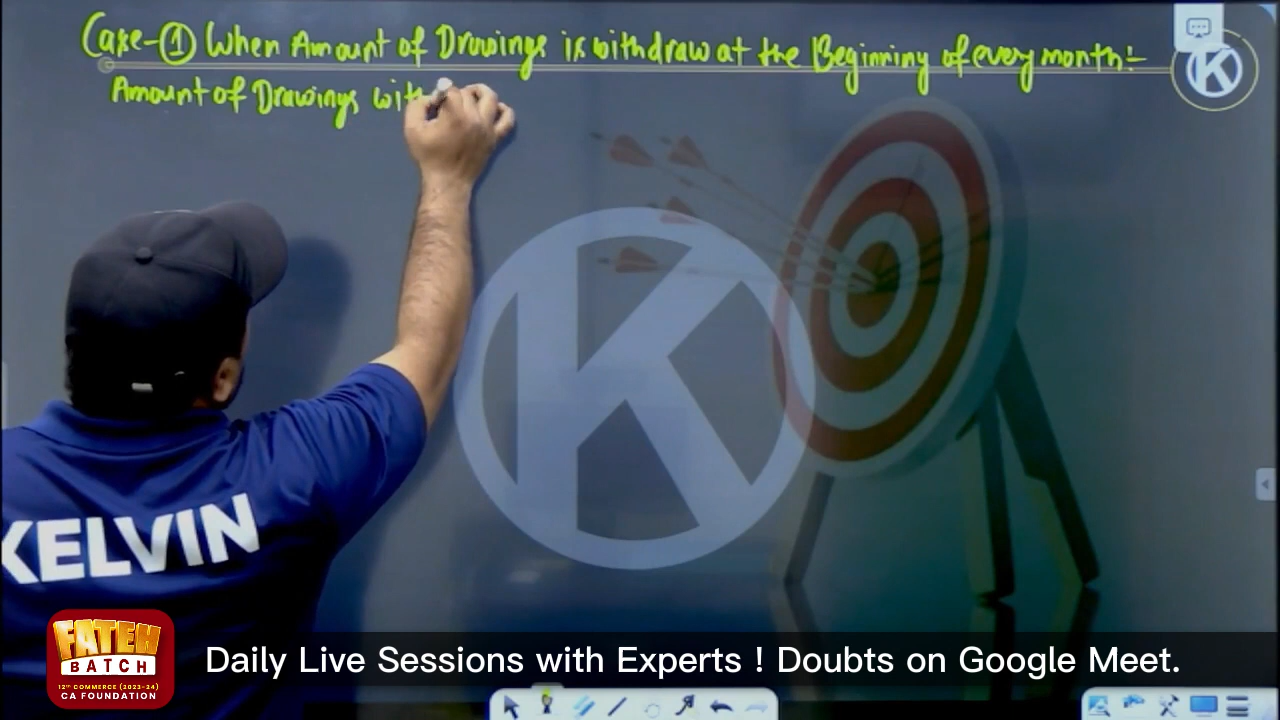 Case-① When Amount of Drawings is withdraw at the Beginning of every month:-
Amount of Drawings with
K
K
KELVIN
FATEH
BATCH
12TH COMMERCE (2023-24)
CA FOUNDATION
Daily Live Sessions with Experts ! Doubts on Google Meet.